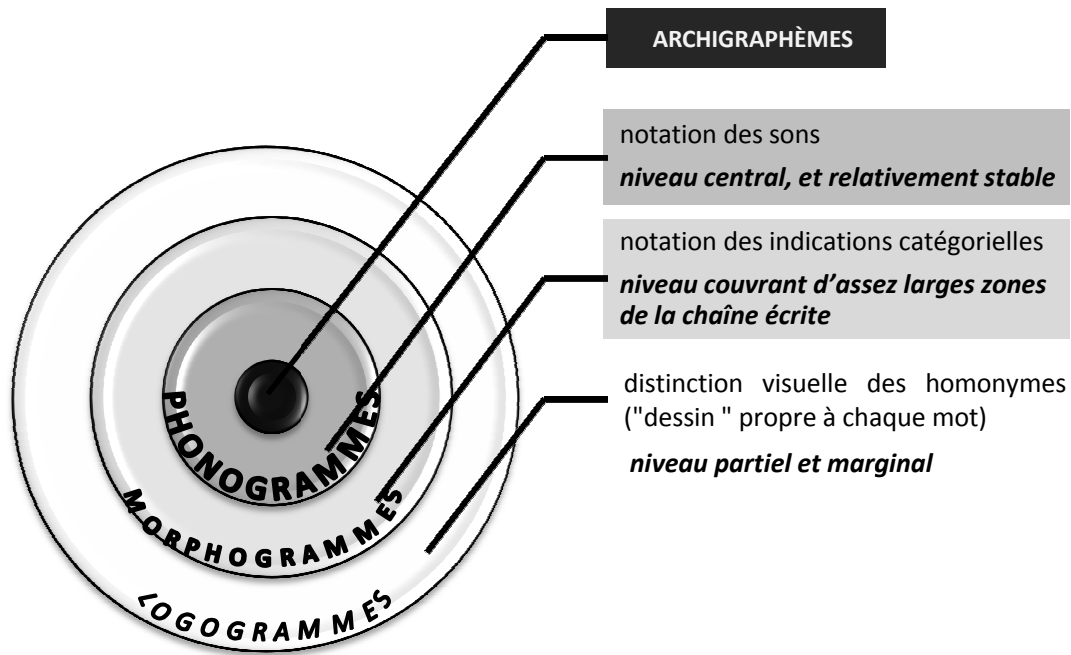 ARCHIGRAPHÈMES
notation des sons
niveau central, et relativement stable
notation des indications catégorielles
niveau couvrant d’assez larges zones
de la chaîne écrite
distinction visuelle des homonymes
("dessin " propre à chaque mot)
niveau partiel et marginal
PHONOGRAMMES
MORPHOGRAMMES
LOGOGRAMMES